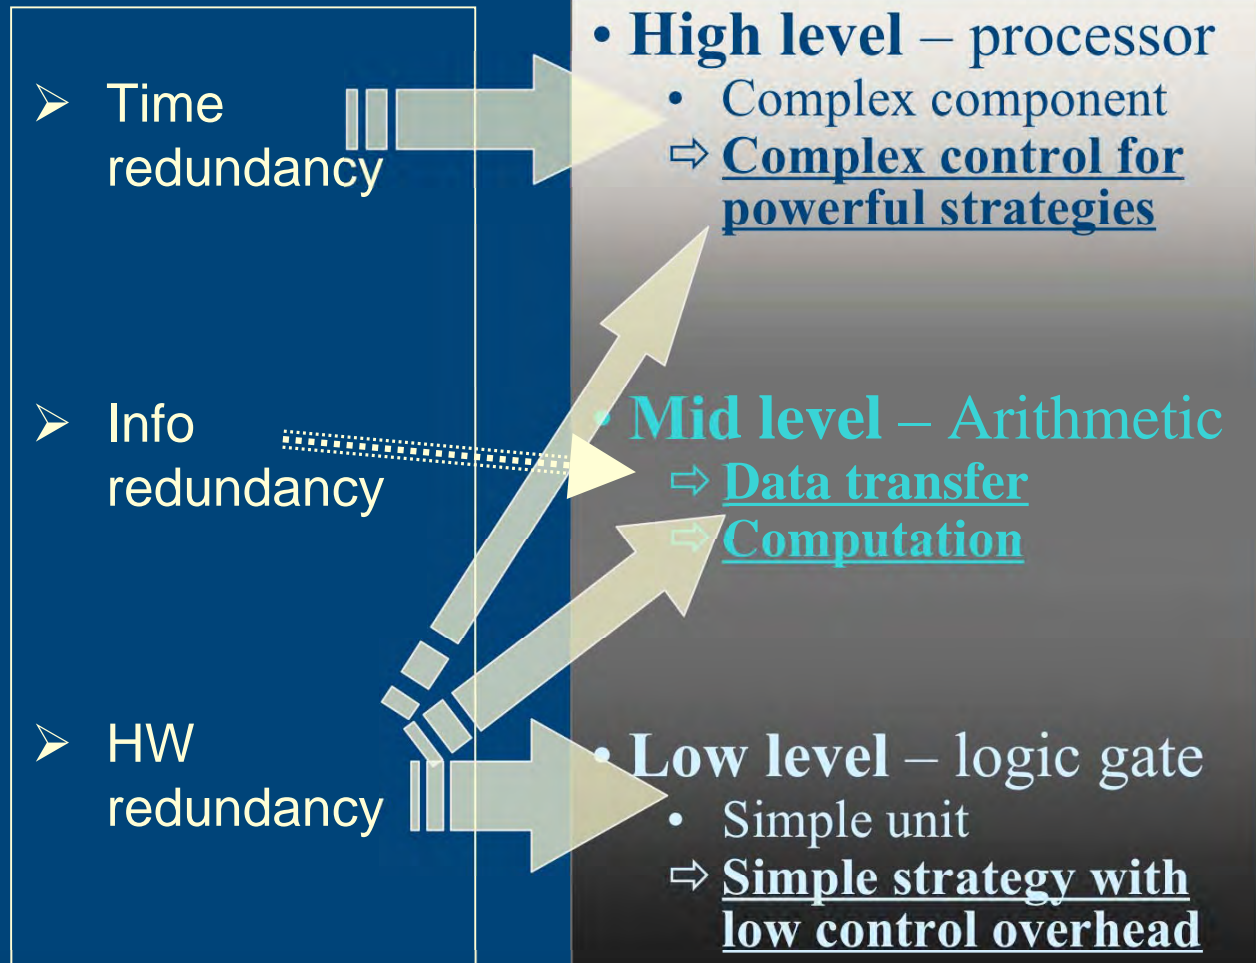 ➢ Time
redundancy
➢ Info
redundancy
➢ HW
redundancy
• High level – processor
• Complex component
⇨ Complex control for
powerful strategies
• Mid level – Arithmetic
⇨ Data transfer
⇨ Computation
• Low level – logic gate
• Simple unit
⇨ Simple strategy with
low control overhead